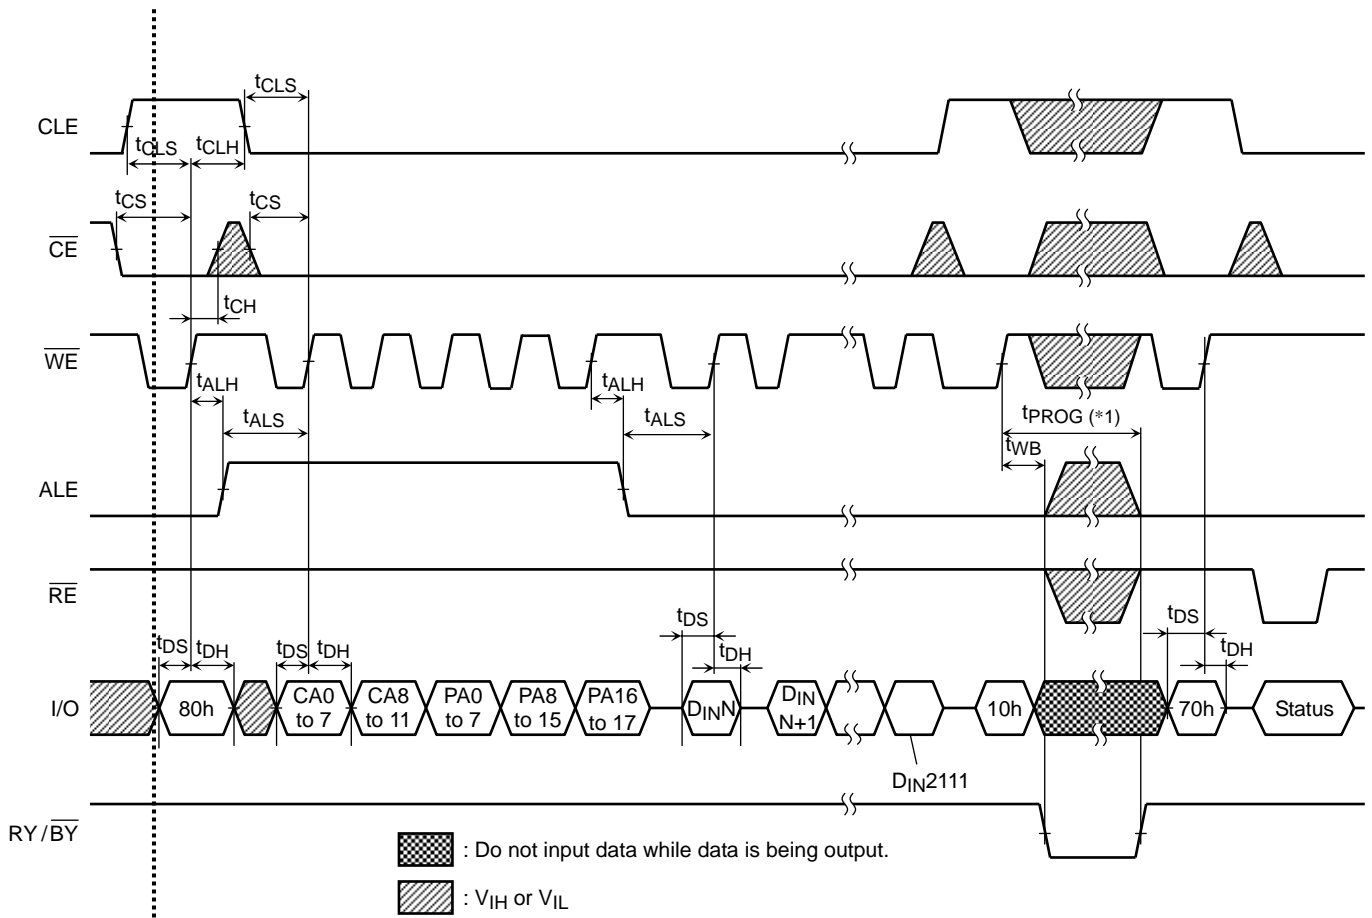 tCLS
CLE
tCLS tCLH
tCS tCS
CE
tCH
WE
tALH tALH
tALS tALS tPROG (*1)
tWB
ALE
RE
tDS tDH tDS tDH tDS tDH tDS tDH
I/O
80h
CA0 to 7
CA8 to 11
PA0 to 7
PA8 to 15
PA16 to 17
DINN
DIN N+1
10h
70h
Status
DIN2111
RY/BY
: Do not input data while data is being output.
: VIH or VIL